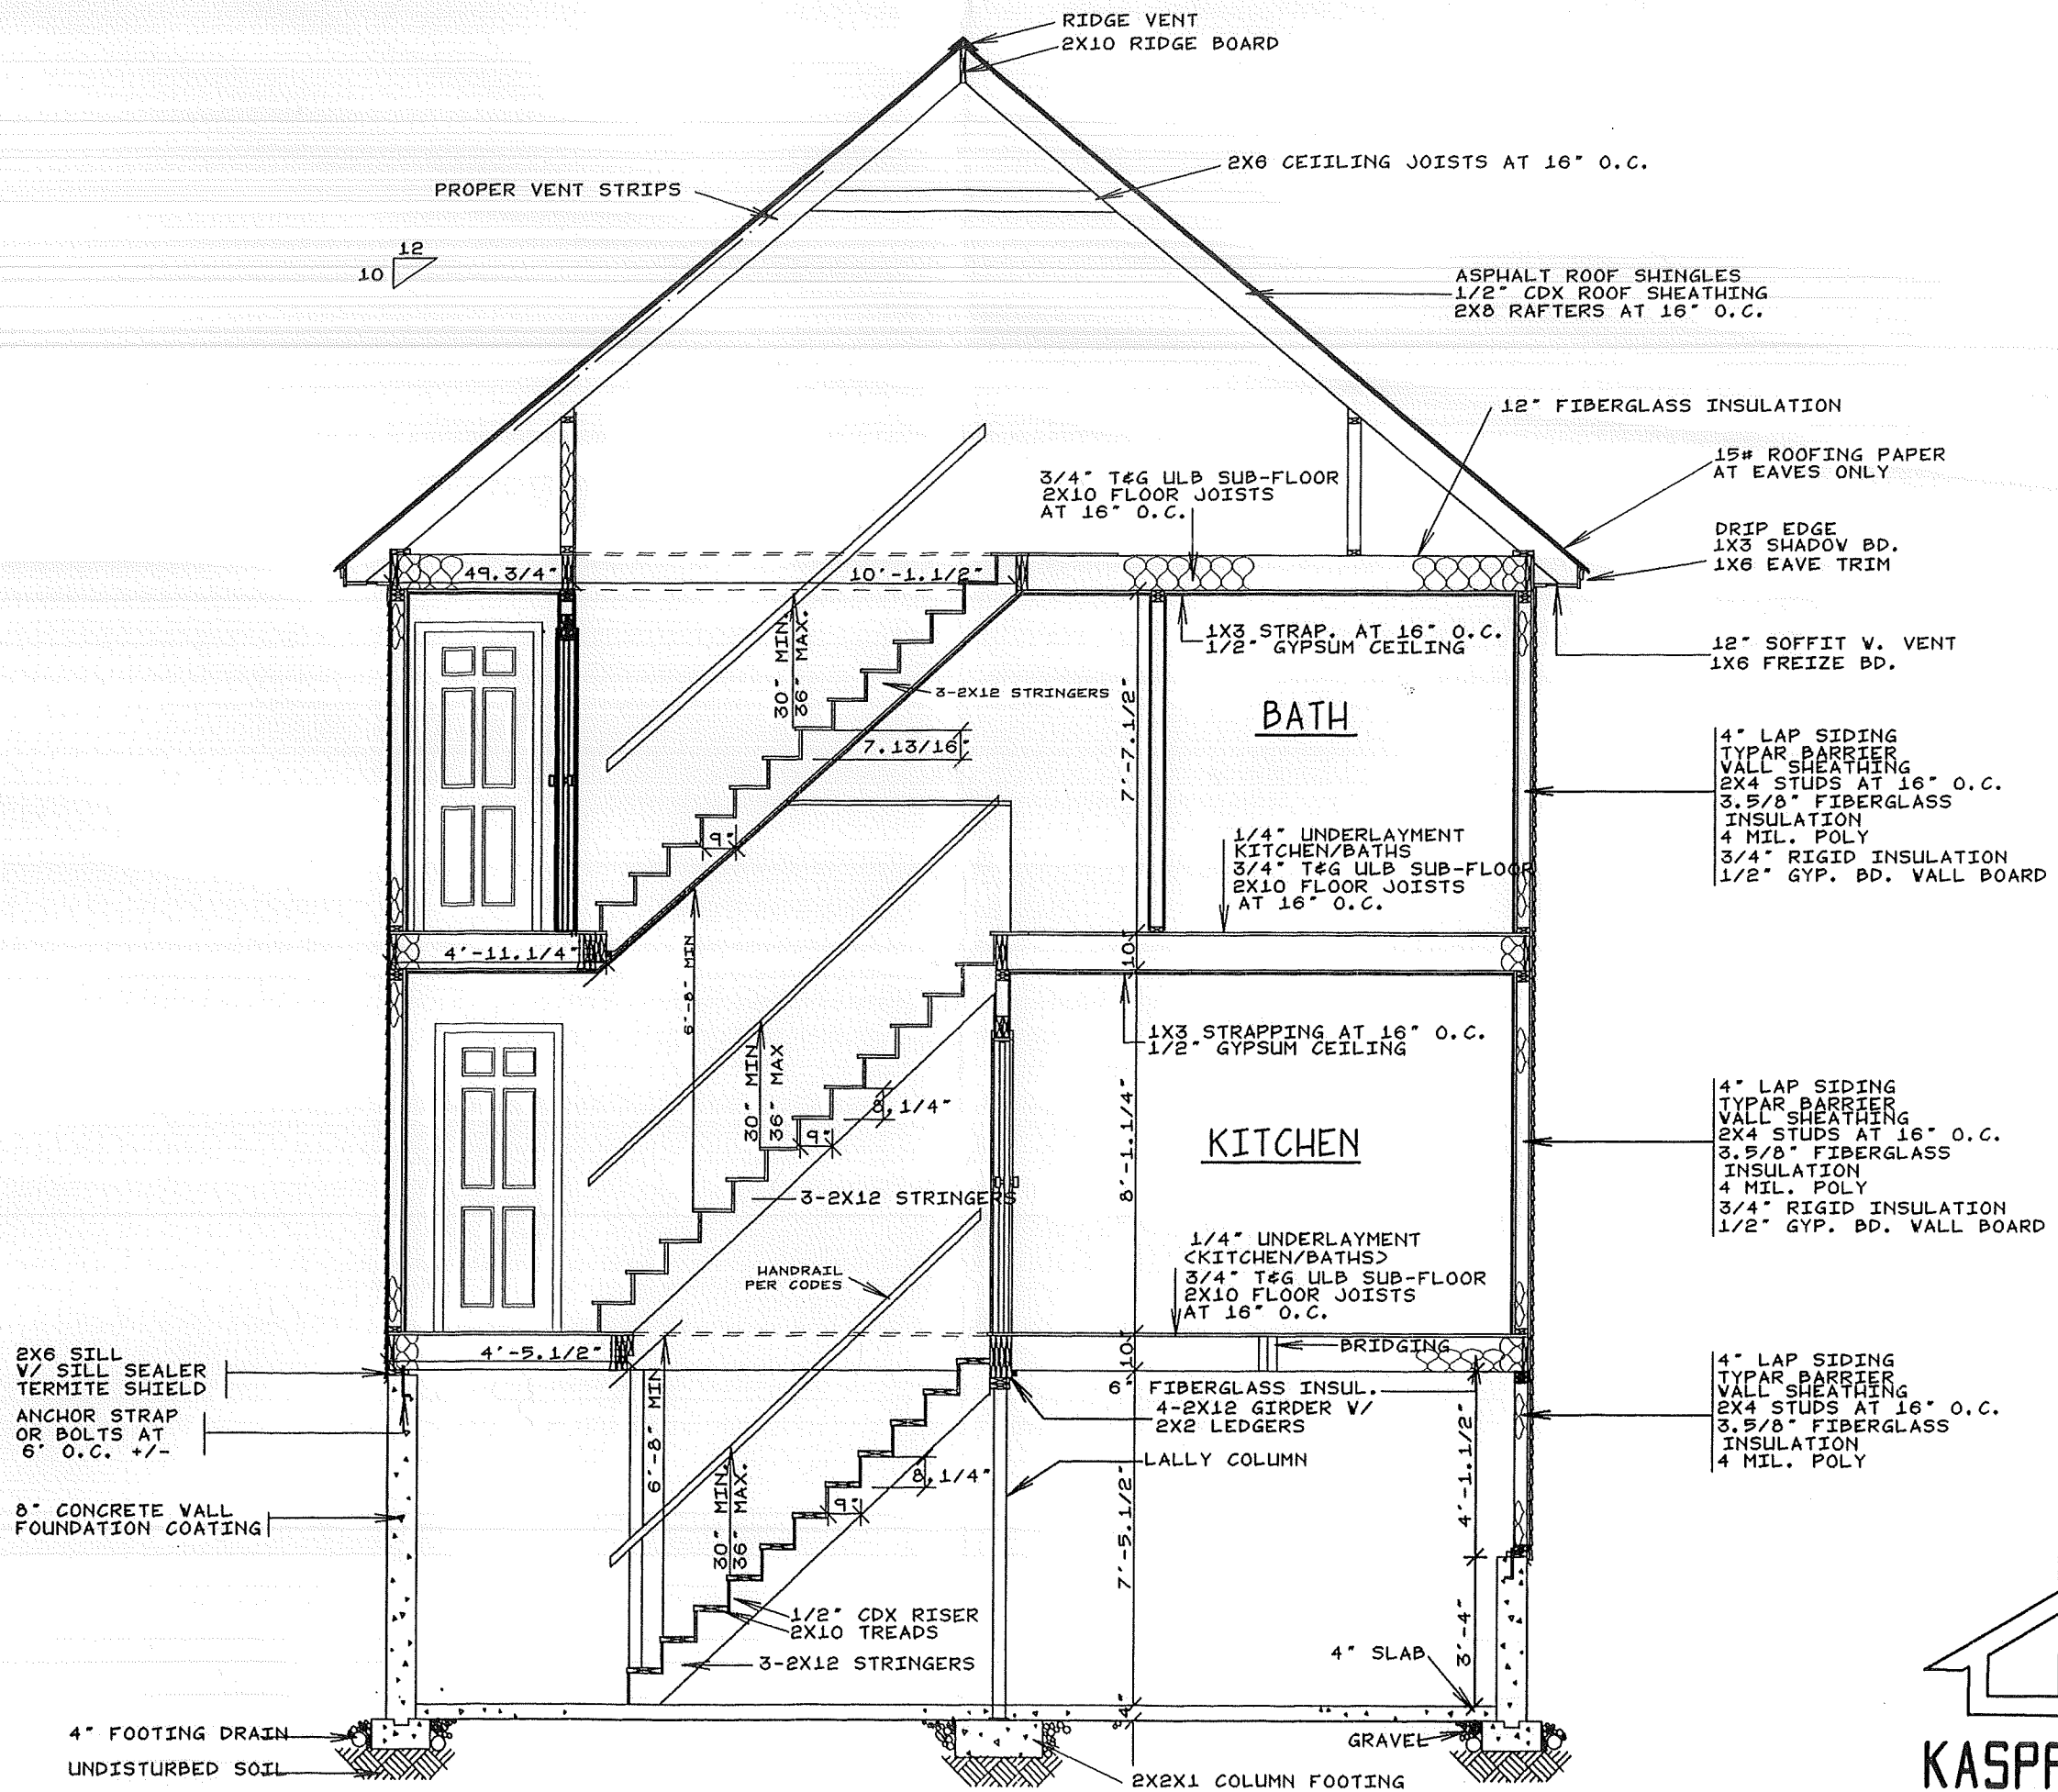 RIDGE VENT
2X10 RIDGE BOARD
2X6 CEIILING JOISTS AT 16" O.C.
PROPER VENT STRIPS
12
10
ASPHALT ROOF SHINGLES
1/2" CDX ROOF SHEATHING
2X8 RAFTERS AT 16" O.C.
12" FIBERGLASS INSULATION
15# ROOFING PAPER
AT EAVES ONLY
3/4" T&G ULB SUB-FLOOR
2X10 FLOOR JOISTS
AT 16" O.C.
DRIP EDGE
1X3 SHADOW BD.
1X6 EAVE TRIM
49.3/4"
10'-1.1/2"
30" MIN.
36" MAX.
1X3 STRAP. AT 16" O.C.
1/2" GYPSUM CEILING
12" SOFFIT W. VENT
1X6 FREIZE BD.
3-2X12 STRINGERS
BATH
7.13/16"
7'-7.1/2"
4" LAP SIDING
TYPAR BARRIER
WALL SHEATHING
2X4 STUDS AT 16" O.C.
3.5/8" FIBERGLASS
INSULATION
4 MIL. POLY
3/4" RIGID INSULATION
1/2" GYP. BD. WALL BOARD
9"
1/4" UNDERLAYMENT
KITCHEN/BATHS
3/4" T&G ULB SUB-FLOOR
2X10 FLOOR JOISTS
AT 16" O.C.
4'-11.1/4"
10"
6'-8" MIN
1X3 STRAPPING AT 16" O.C.
1/2" GYPSUM CEILING
30" MIN
36" MAX
8.1/4"
9"
8'-1.1/4"
KITCHEN
4" LAP SIDING
TYPAR BARRIER
WALL SHEATHING
2X4 STUDS AT 16" O.C.
3.5/8" FIBERGLASS
INSULATION
4 MIL. POLY
3/4" RIGID INSULATION
1/2" GYP. BD. WALL BOARD
3-2X12 STRINGERS
HANDRAIL
PER CODES
1/4" UNDERLAYMENT
(KITCHEN/BATHS)
3/4" T&G ULB SUB-FLOOR
2X10 FLOOR JOISTS
AT 16" O.C.
4'-5.1/2"
10"
BRIDGING
2X6 SILL
W/ SILL SEALER
TERMITE SHIELD
ANCHOR STRAP
OR BOLTS AT
6' O.C. +/-
6'-8" MIN
6"
FIBERGLASS INSUL.
4-2X12 GIRDER W/
2X2 LEDGERS
LALLY COLUMN
4" LAP SIDING
TYPAR BARRIER
WALL SHEATHING
2X4 STUDS AT 16" O.C.
3.5/8" FIBERGLASS
INSULATION
4 MIL. POLY
4'-1.1/2"
30" MIN.
36" MAX.
8.1/4"
9"
7'-5.1/2"
8" CONCRETE WALL
FOUNDATION COATING
1/2" CDX RISER
2X10 TREADS
3-2X12 STRINGERS
4" SLAB
3'-4"
4"
4" FOOTING DRAIN
UNDISTURBED SOIL
GRAVEL
2X2X1 COLUMN FOOTING